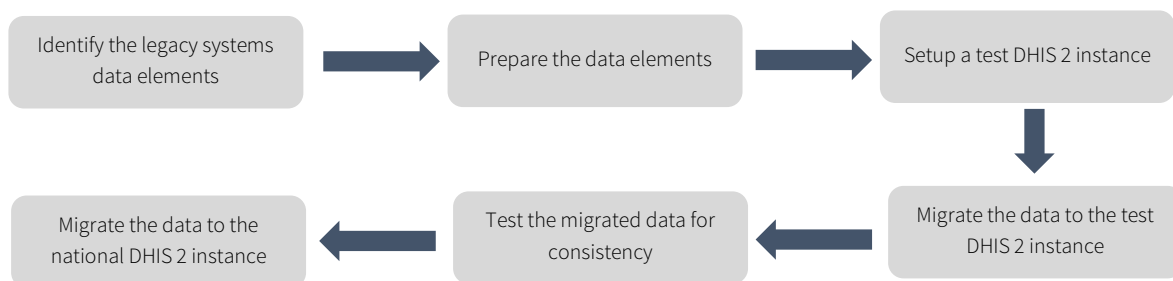 Identify the legacy systems
data elements
Prepare the data elements
Setup a test DHIS 2 instance
Migrate the data to the test
DHIS 2 instance
Test the migrated data for
consistency
Migrate the data to the
national DHIS 2 instance